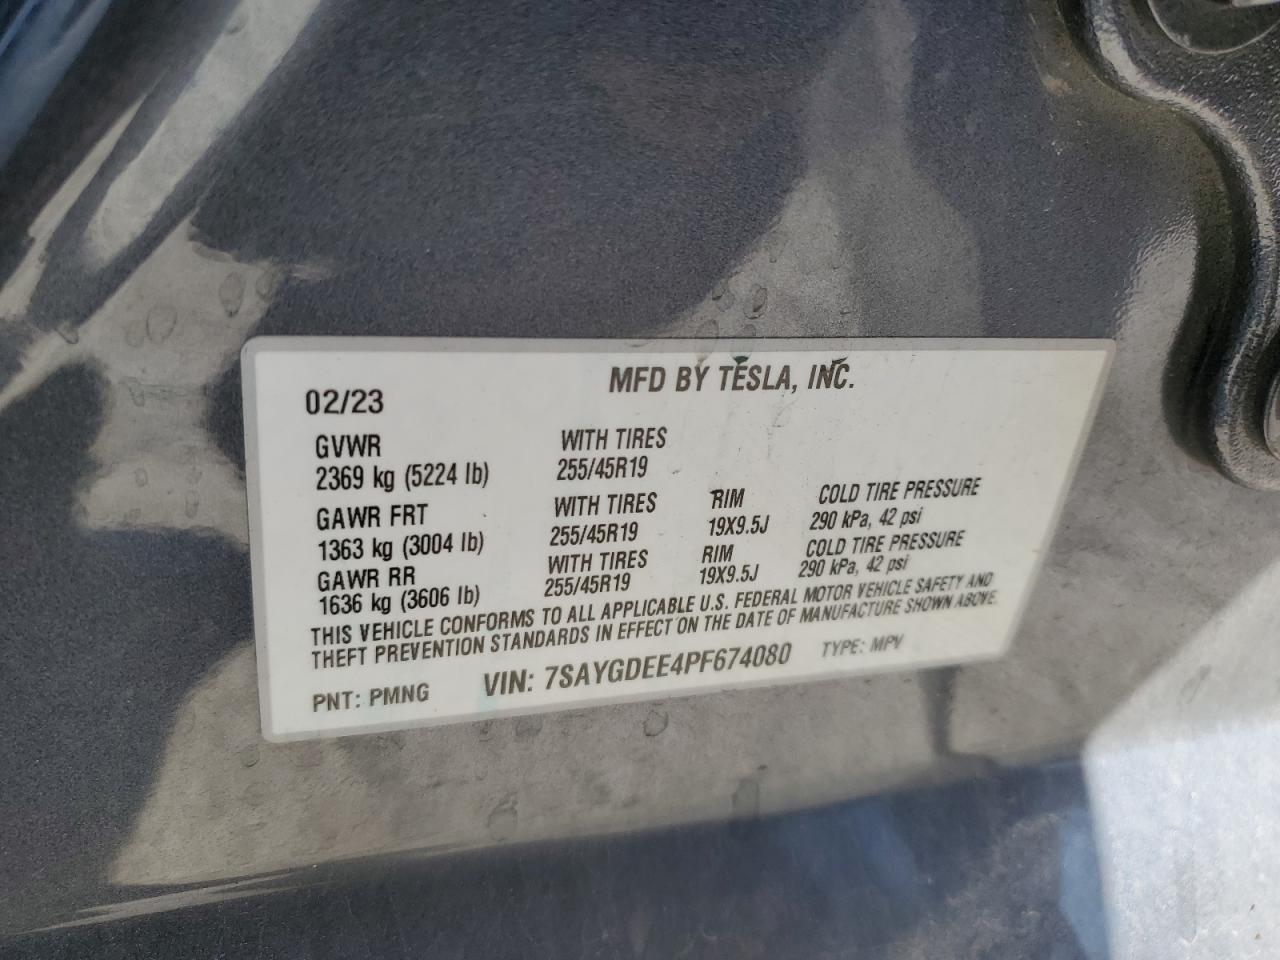 MFD BY TESLA, INC.
02/23
GVWR WITH TIRES
2369 kg (5224 lb) 255/45R19
GAWR FRT WITH TIRES RIM COLD TIRE PRESSURE
1363 kg (3004 lb) 255/45R19 19X9.5J 290 kPa, 42 psi
GAWR RR WITH TIRES RIM COLD TIRE PRESSURE
1636 kg (3606 lb) 255/45R19 19X9.5J 290 kPa, 42 psi
THIS VEHICLE CONFORMS TO ALL APPLICABLE U.S. FEDERAL MOTOR VEHICLE SAFETY AND
THEFT PREVENTION STANDARDS IN EFFECT ON THE DATE OF MANUFACTURE SHOWN ABOVE.
PNT: PMNG VIN: 7SAYGDEE4PF674080 TYPE: MPV